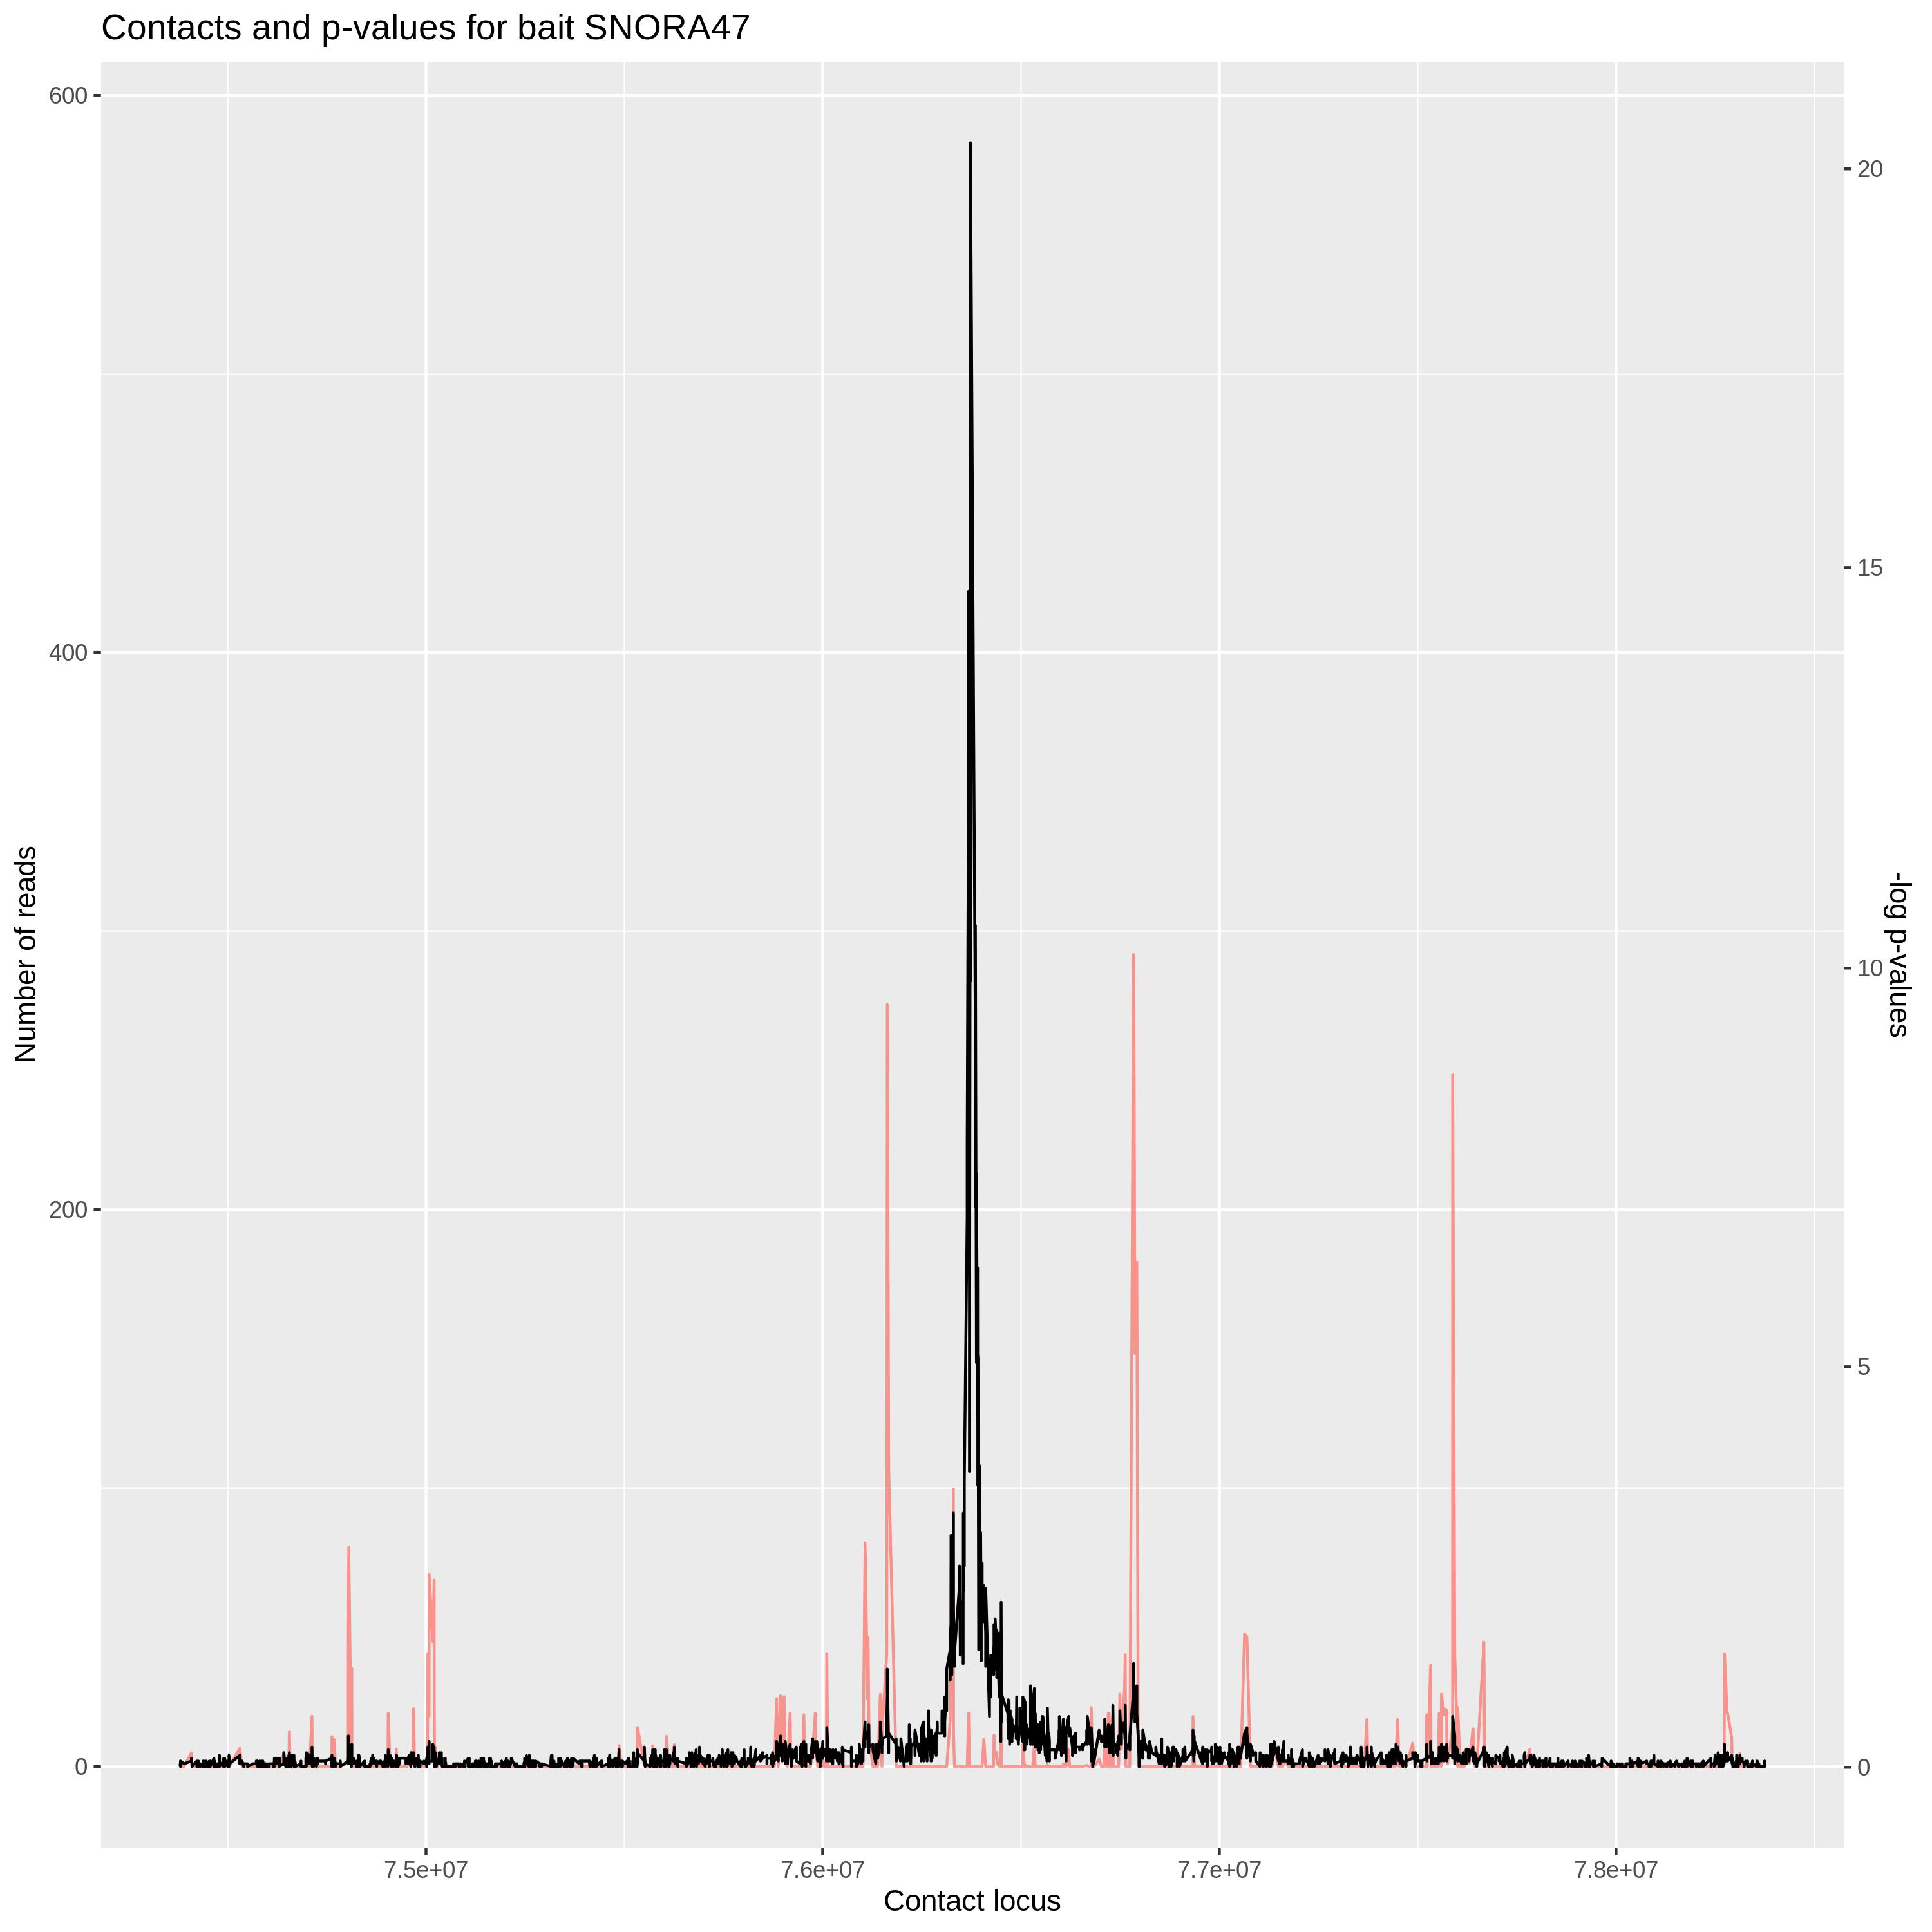 Contacts and p-values for bait SNORA47
600
400
200
0
Number of reads
20
15
10
5
0
-log p-values
7.5e+07
7.6e+07
7.7e+07
7.8e+07
Contact locus